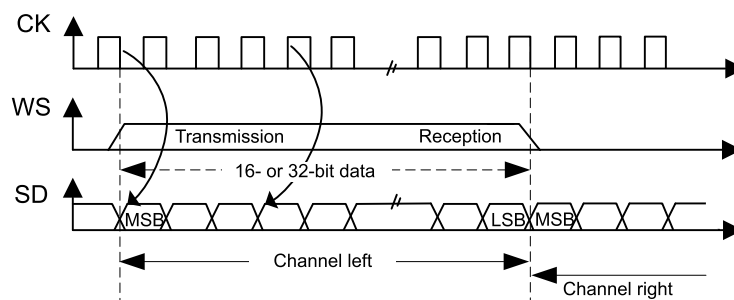 CK
WS
Transmission Reception
16- or 32-bit data
SD
MSB LSB MSB
Channel left
Channel right